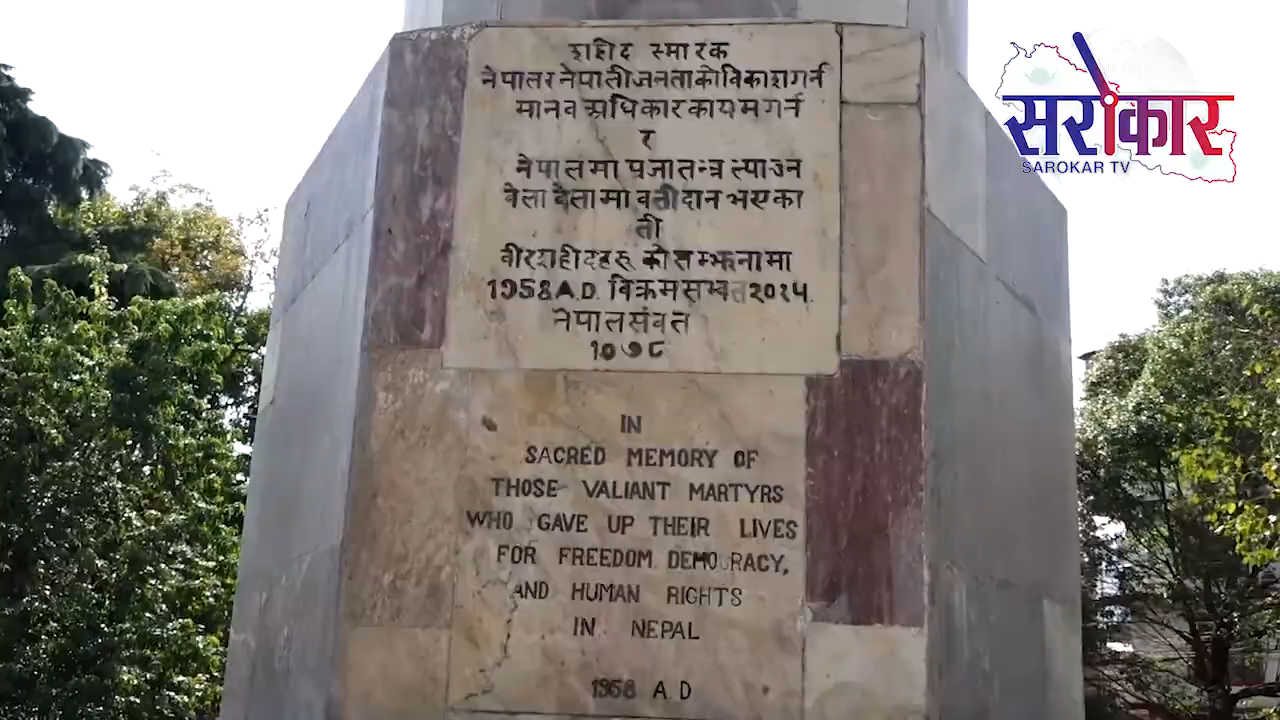 शहिद स्मारक
नेपाल र नेपाली जनताको विकाश गर्न
मानव अधिकार कायम गर्न
र
नेपालमा प्रजातन्त्र ल्याउन
बेला बेलामा वलीदान भएका
ती
वीर शहीदहरू को सम्झनामा
1958 A.D. विक्रम सम्बत २०१५.
नेपाल संवत
१०७८
IN
SACRED MEMORY OF
THOSE VALIANT MARTYRS
WHO GAVE UP THEIR LIVES
FOR FREEDOM DEMOCRACY,
AND HUMAN RIGHTS
IN NEPAL
1958 A D
सरोकार
SAROKAR TV